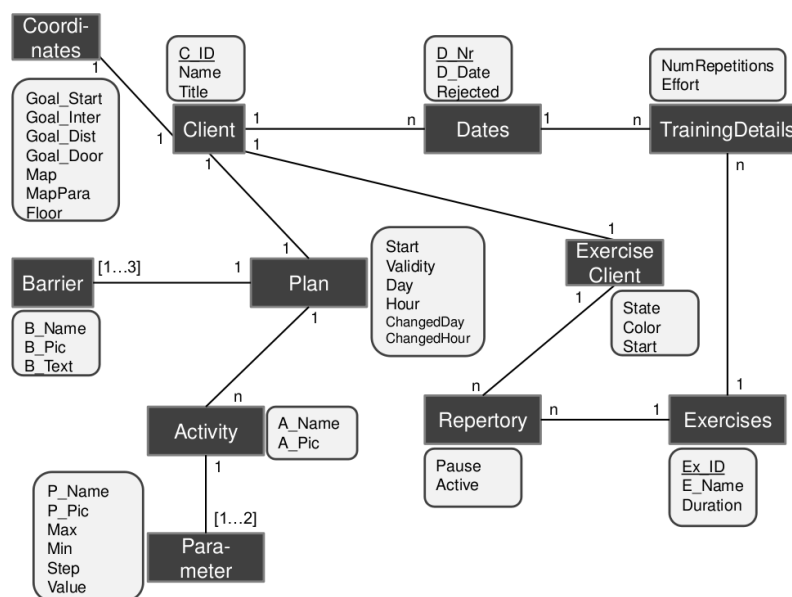 Coordi-
nates
1
Goal_Start
Goal_Inter
Goal_Dist
Goal_Door
Map
MapPara
Floor
C_ID
Name
Title
Client
1
1
1
1
n
D_Nr
D_Date
Rejected
Dates
1
n
NumRepetitions
Effort
TrainingDetails
n
Barrier
[1...3]
1
B_Name
B_Pic
B_Text
1
Plan
1
Start
Validity
Day
Hour
ChangedDay
ChangedHour
1
Exercise
Client
1
State
Color
Start
n
Activity
1
A_Name
A_Pic
n
Repertory
n
Pause
Active
1
1
Exercises
Ex_ID
E_Name
Duration
P_Name
P_Pic
Max
Min
Step
Value
[1...2]
Para-
meter